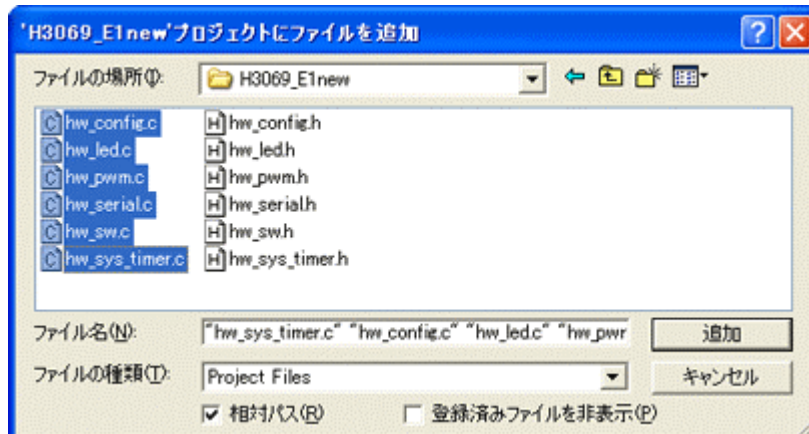 'H3069_E1new'プロジェクトにファイルを追加
ファイルの場所(I):
H3069_E1new
hw_config.c hw_config.h
hw_led.c hw_led.h
hw_pwm.c hw_pwm.h
hw_serial.c hw_serial.h
hw_sw.c hw_sw.h
hw_sys_timer.c hw_sys_timer.h
ファイル名(N): "hw_sys_timer.c" "hw_config.c" "hw_led.c" "hw_pwr 追加
ファイルの種類(T): Project Files キャンセル
相対パス(R) 登録済みファイルを非表示(P)